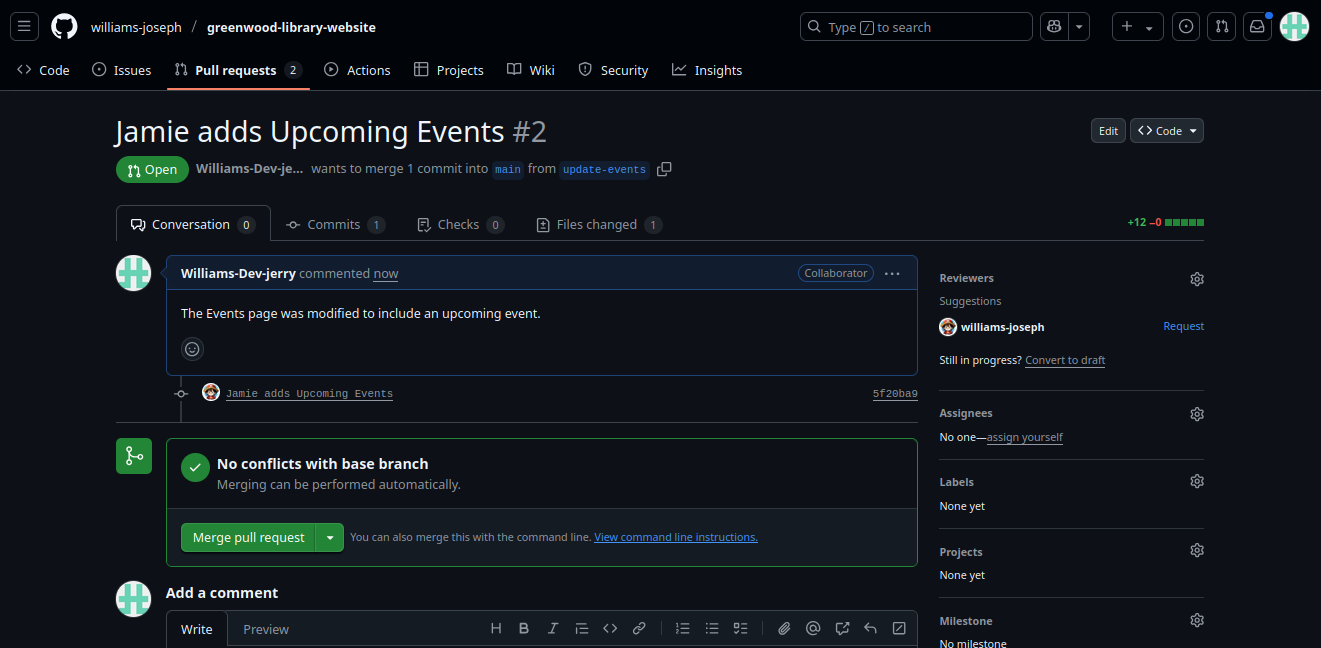 williams-joseph / greenwood-library-website
Type / to search
Code
Issues
Pull requests 2
Actions
Projects
Wiki
Security
Insights
Jamie adds Upcoming Events #2
Edit
Code
Open
Williams-Dev-je... wants to merge 1 commit into main from update-events
Conversation 0
Commits 1
Checks 0
Files changed 1
+12 −0
Williams-Dev-jerry commented now
Collaborator
The Events page was modified to include an upcoming event.
Jamie adds Upcoming Events
5f20ba9
No conflicts with base branch
Merging can be performed automatically.
Merge pull request
You can also merge this with the command line. View command line instructions.
Add a comment
Write
Preview
H B I
Reviewers
Suggestions
williams-joseph
Request
Still in progress? Convert to draft
Assignees
No one—assign yourself
Labels
None yet
Projects
None yet
Milestone
No milestone